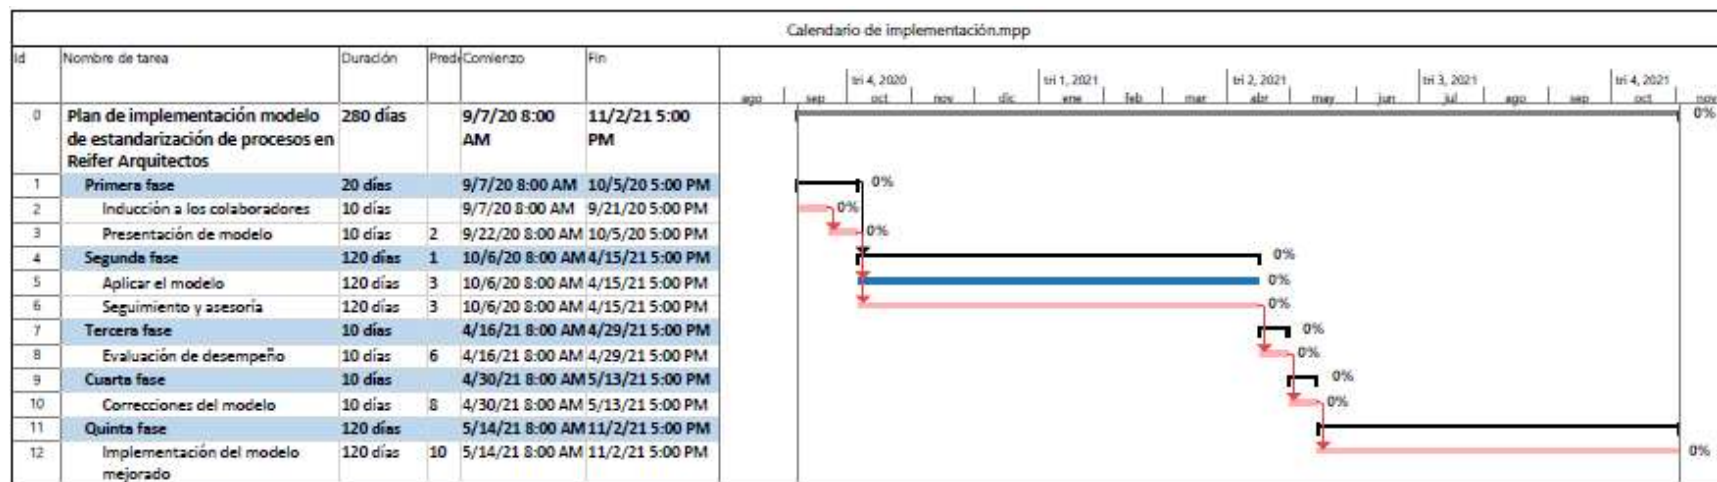 Calendario de implementación.mpp
Id Nombre de tarea Duración Pred Comienzo Fin
tri 4, 2020 tri 1, 2021 tri 2, 2021 tri 3, 2021 tri 4, 2021
ago sep oct nov dic ene feb mar abr may jun jul ago sep oct nov
0 Plan de implementación modelo 280 días 9/7/20 8:00 11/2/21 5:00 0%
de estandarización de procesos en AM PM
Reifer Arquitectos
1 Primera fase 20 días 9/7/20 8:00 AM 10/5/20 5:00 PM 0%
2 Inducción a los colaboradores 10 días 9/7/20 8:00 AM 9/21/20 5:00 PM 0%
3 Presentación de modelo 10 días 2 9/22/20 8:00 AM 10/5/20 5:00 PM 0%
4 Segunda fase 120 días 1 10/6/20 8:00 AM 4/15/21 5:00 PM 0%
5 Aplicar el modelo 120 días 3 10/6/20 8:00 AM 4/15/21 5:00 PM 0%
6 Seguimiento y asesoría 120 días 3 10/6/20 8:00 AM 4/15/21 5:00 PM 0%
7 Tercera fase 10 días 4/16/21 8:00 AM 4/29/21 5:00 PM 0%
8 Evaluación de desempeño 10 días 6 4/16/21 8:00 AM 4/29/21 5:00 PM 0%
9 Cuarta fase 10 días 4/30/21 8:00 AM 5/13/21 5:00 PM 0%
10 Correcciones del modelo 10 días 8 4/30/21 8:00 AM 5/13/21 5:00 PM 0%
11 Quinta fase 120 días 5/14/21 8:00 AM 11/2/21 5:00 PM
12 Implementación del modelo 120 días 10 5/14/21 8:00 AM 11/2/21 5:00 PM 0%
mejorado